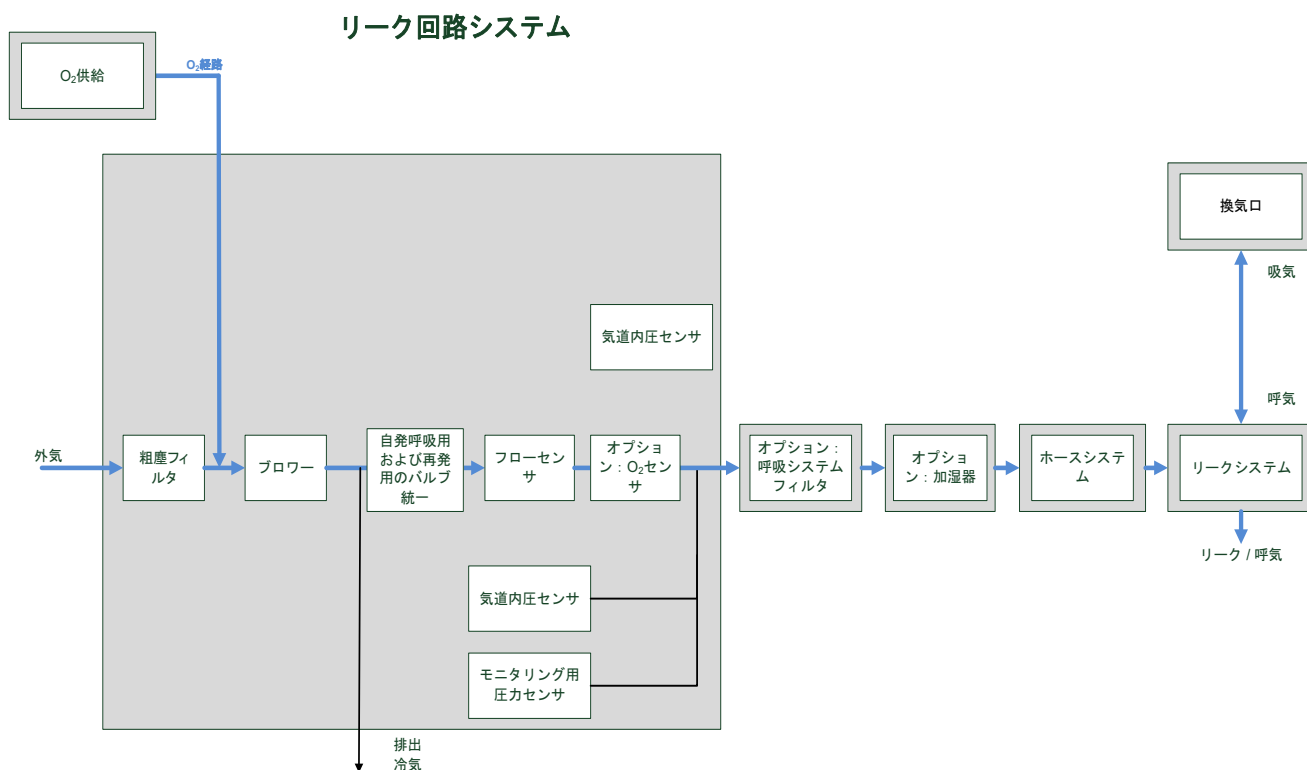 リーク回路システム
O₂供給
O₂経路
換気口
吸気
気道内圧センサ
呼気
外気
粗塵フィ
ルタ
ブロワー
自発呼吸用
および再発
用のバルブ
統一
フローセン
サ
オプショ
ン：O₂セン
サ
オプション：
呼吸システム
フィルタ
オプショ
ン：加湿器
ホースシステ
ム
リークシステム
リーク / 呼気
気道内圧センサ
モニタリング用
圧力センサ
排出
冷気